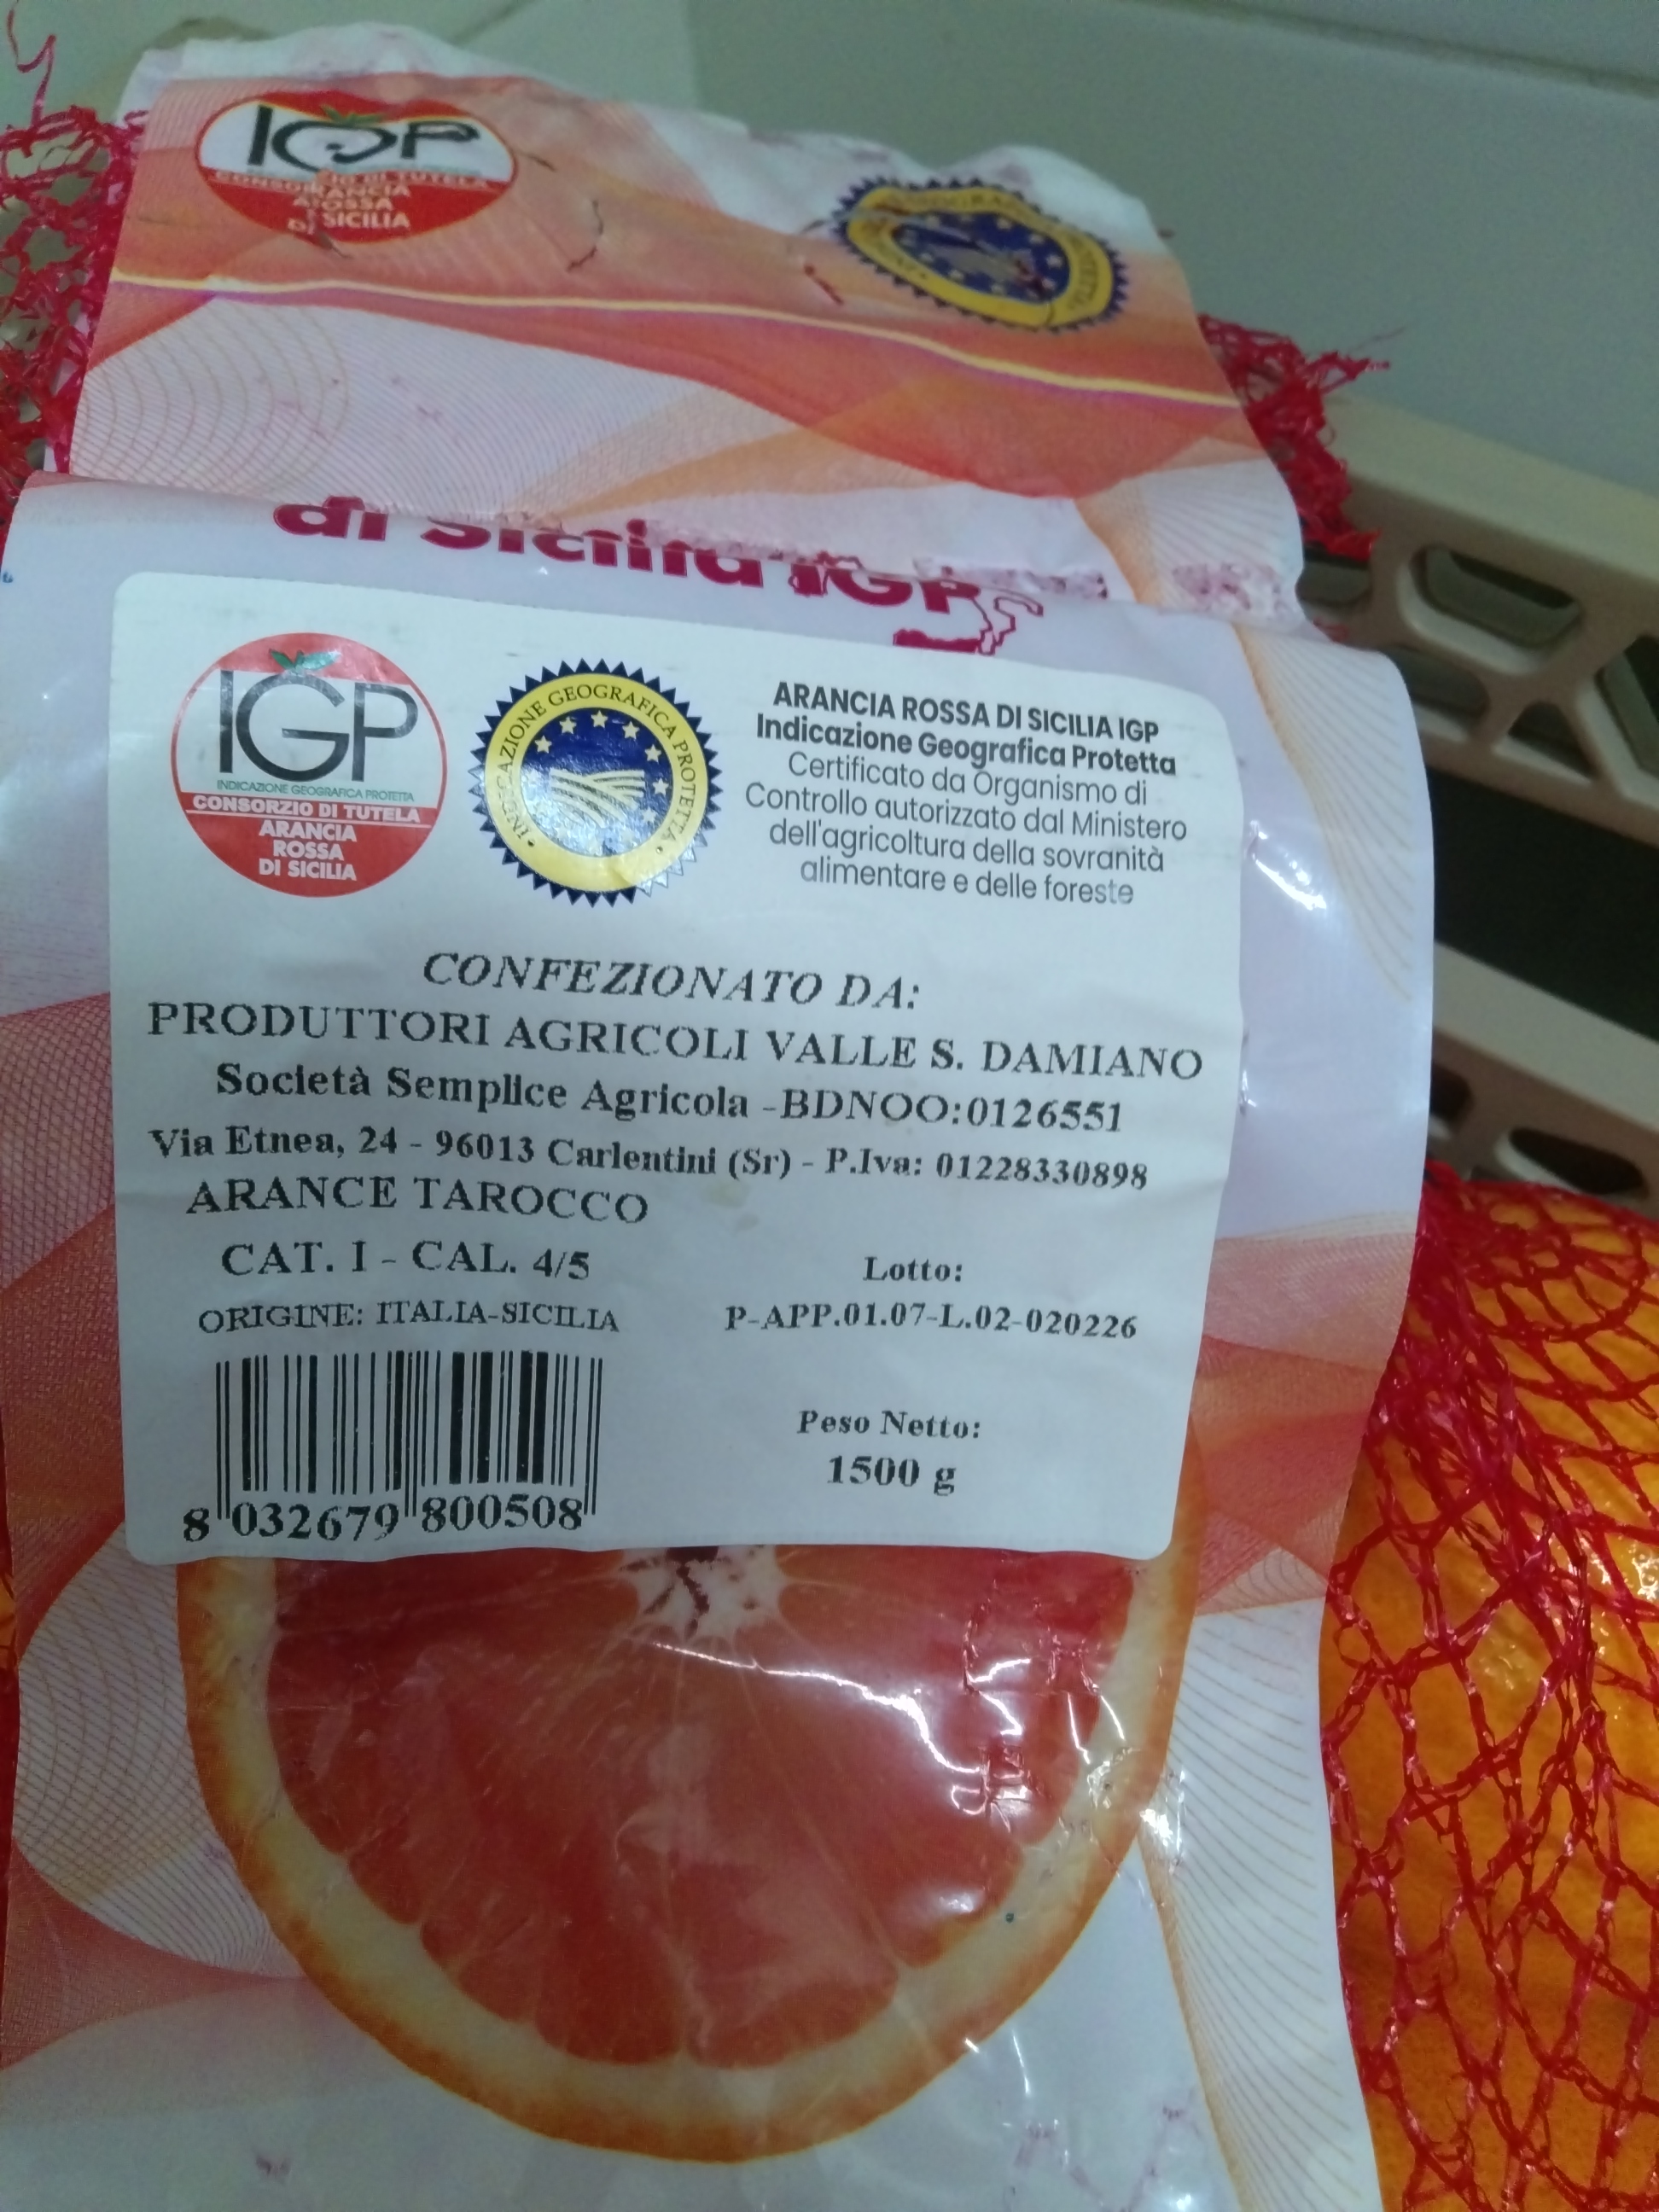 IGP
CONSORZIO DI TUTELA
ARANCIA
ROSSA
DI SICILIA
di Sicilia IGP
IGP
INDICAZIONE GEOGRAFICA PROTETTA
CONSORZIO DI TUTELA
ARANCIA
ROSSA
DI SICILIA
INDICAZIONE GEOGRAFICA PROTETTA
ARANCIA ROSSA DI SICILIA IGP
Indicazione Geografica Protetta
Certificato da Organismo di
Controllo autorizzato dal Ministero
dell'agricoltura della sovranità
alimentare e delle foreste
CONFEZIONATO DA:
PRODUTTORI AGRICOLI VALLE S. DAMIANO
Società Semplice Agricola -BDNOO:0126551
Via Etnea, 24 - 96013 Carlentini (Sr) - P.Iva: 01228330898
ARANCE TAROCCO
CAT. I - CAL. 4/5
ORIGINE: ITALIA-SICILIA
Lotto:
P-APP.01.07-L.02-020226
Peso Netto:
1500 g
8 032679 800508